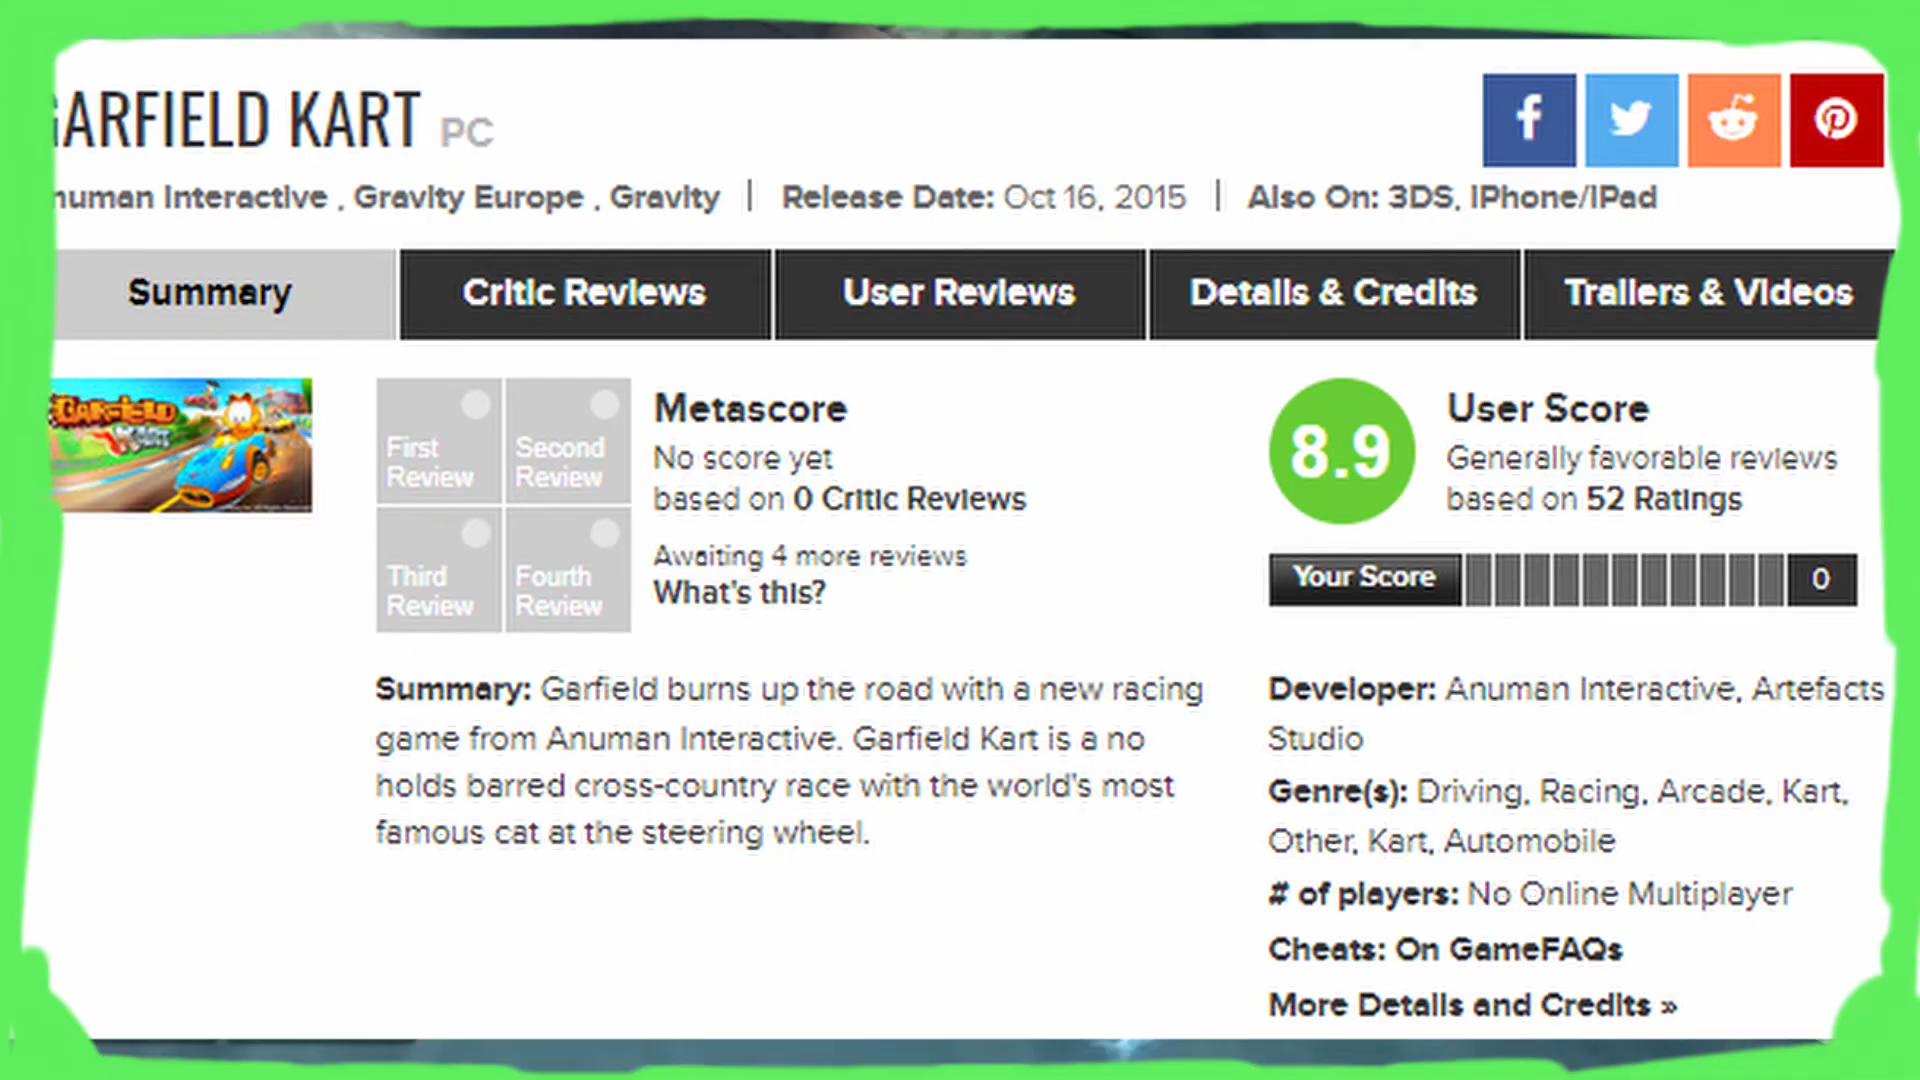 GARFIELD KART PC
Anuman Interactive , Gravity Europe , Gravity | Release Date: Oct 16, 2015 | Also On: 3DS, iPhone/iPad
Summary
Critic Reviews
User Reviews
Details & Credits
Trailers & Videos
GARFIELD
KART
First
Review
Second
Review
Third
Review
Fourth
Review
Metascore
No score yet
based on 0 Critic Reviews
Awaiting 4 more reviews
What's this?
8.9
User Score
Generally favorable reviews
based on 52 Ratings
Your Score
0
Summary: Garfield burns up the road with a new racing
game from Anuman Interactive. Garfield Kart is a no
holds barred cross-country race with the world's most
famous cat at the steering wheel.
Developer: Anuman Interactive, Artefacts
Studio
Genre(s): Driving, Racing, Arcade, Kart,
Other, Kart, Automobile
# of players: No Online Multiplayer
Cheats: On GameFAQs
More Details and Credits »